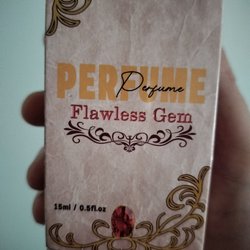 PERFUME
Perfume
Flawless Gem
15ml / 0.5fl.oz